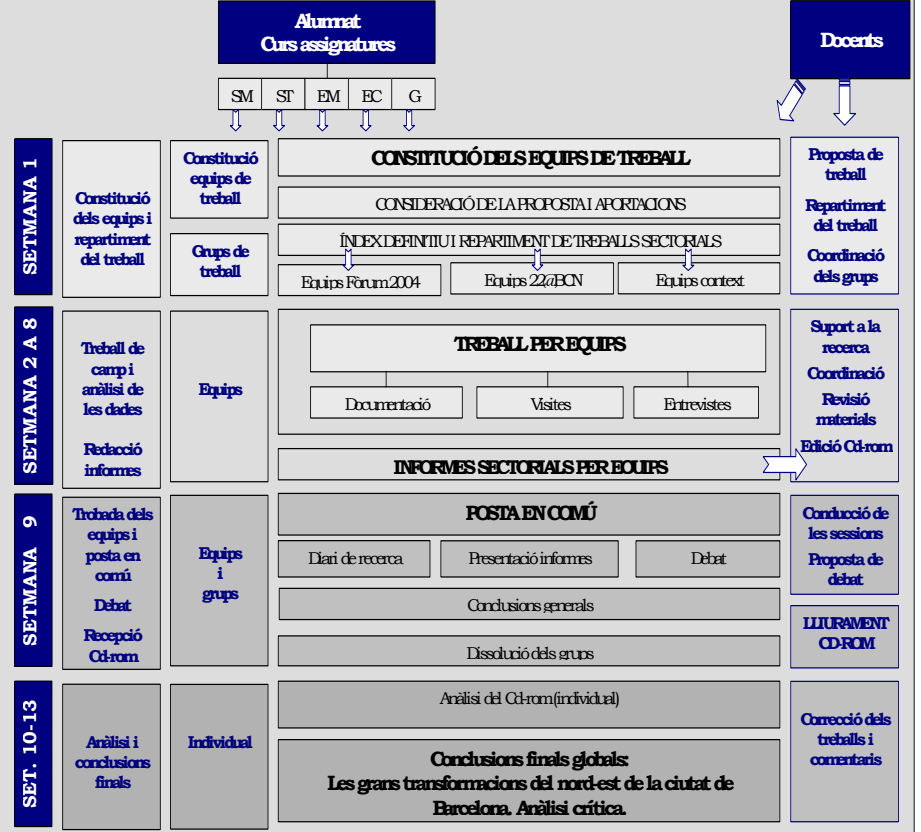 Alumnat
Curs assignatures
Docents
SM ST EM EC G
SETMANA 1
Constitució
dels equips i
repartiment
del treball
Constitució
equips de
treball
Grups de
treball
CONSTITUCIÓ DELS EQUIPS DE TREBALL
CONSIDERACIÓ DE LA PROPOSTA I APORTACIONS
ÍNDEX DEFINITIU I REPARTIMENT DE TREBALLS SECTORIALS
Equips Fòrum 2004
Equips 22@BCN
Equips context
Proposta de
treball
Repartiment
del treball
Coordinació
dels grups
SETMANA 2 A 8
Treball de
camp i
anàlisi de
les dades
Redacció
informes
Equips
TREBALL PER EQUIPS
Documentació
Visites
Entrevistes
INFORMES SECTORIALS PER EQUIPS
Suport a la
recerca
Coordinació
Revisió
materials
Edició Cd-rom
SETMANA 9
Trobada dels
equips i
posta en
comú
Debat
Recepció
Cd-rom
Equips
i
grups
POSTA EN COMÚ
Diari de recerca
Presentació informes
Debat
Conclusions generals
Dissolució dels grups
Conducció de
les sessions
Proposta de
debat
LLIURAMENT
CD-ROM
SET. 10-13
Anàlisi i
conclusions
finals
Individual
Anàlisi del Cd-rom (individual)
Conclusions finals globals:
Les grans transformacions del nord-est de la ciutat de
Barcelona. Anàlisi crítica.
Correcció dels
treballs i
comentaris